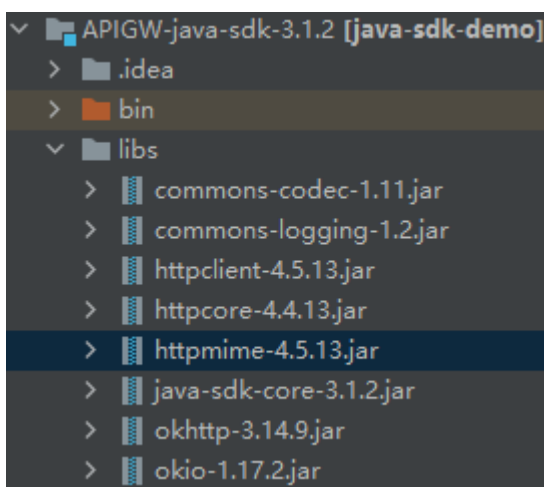 APIGW-java-sdk-3.1.2 [java-sdk-demo]
.idea
bin
libs
commons-codec-1.11.jar
commons-logging-1.2.jar
httpclient-4.5.13.jar
httpcore-4.4.13.jar
httpmime-4.5.13.jar
java-sdk-core-3.1.2.jar
okhttp-3.14.9.jar
okio-1.17.2.jar